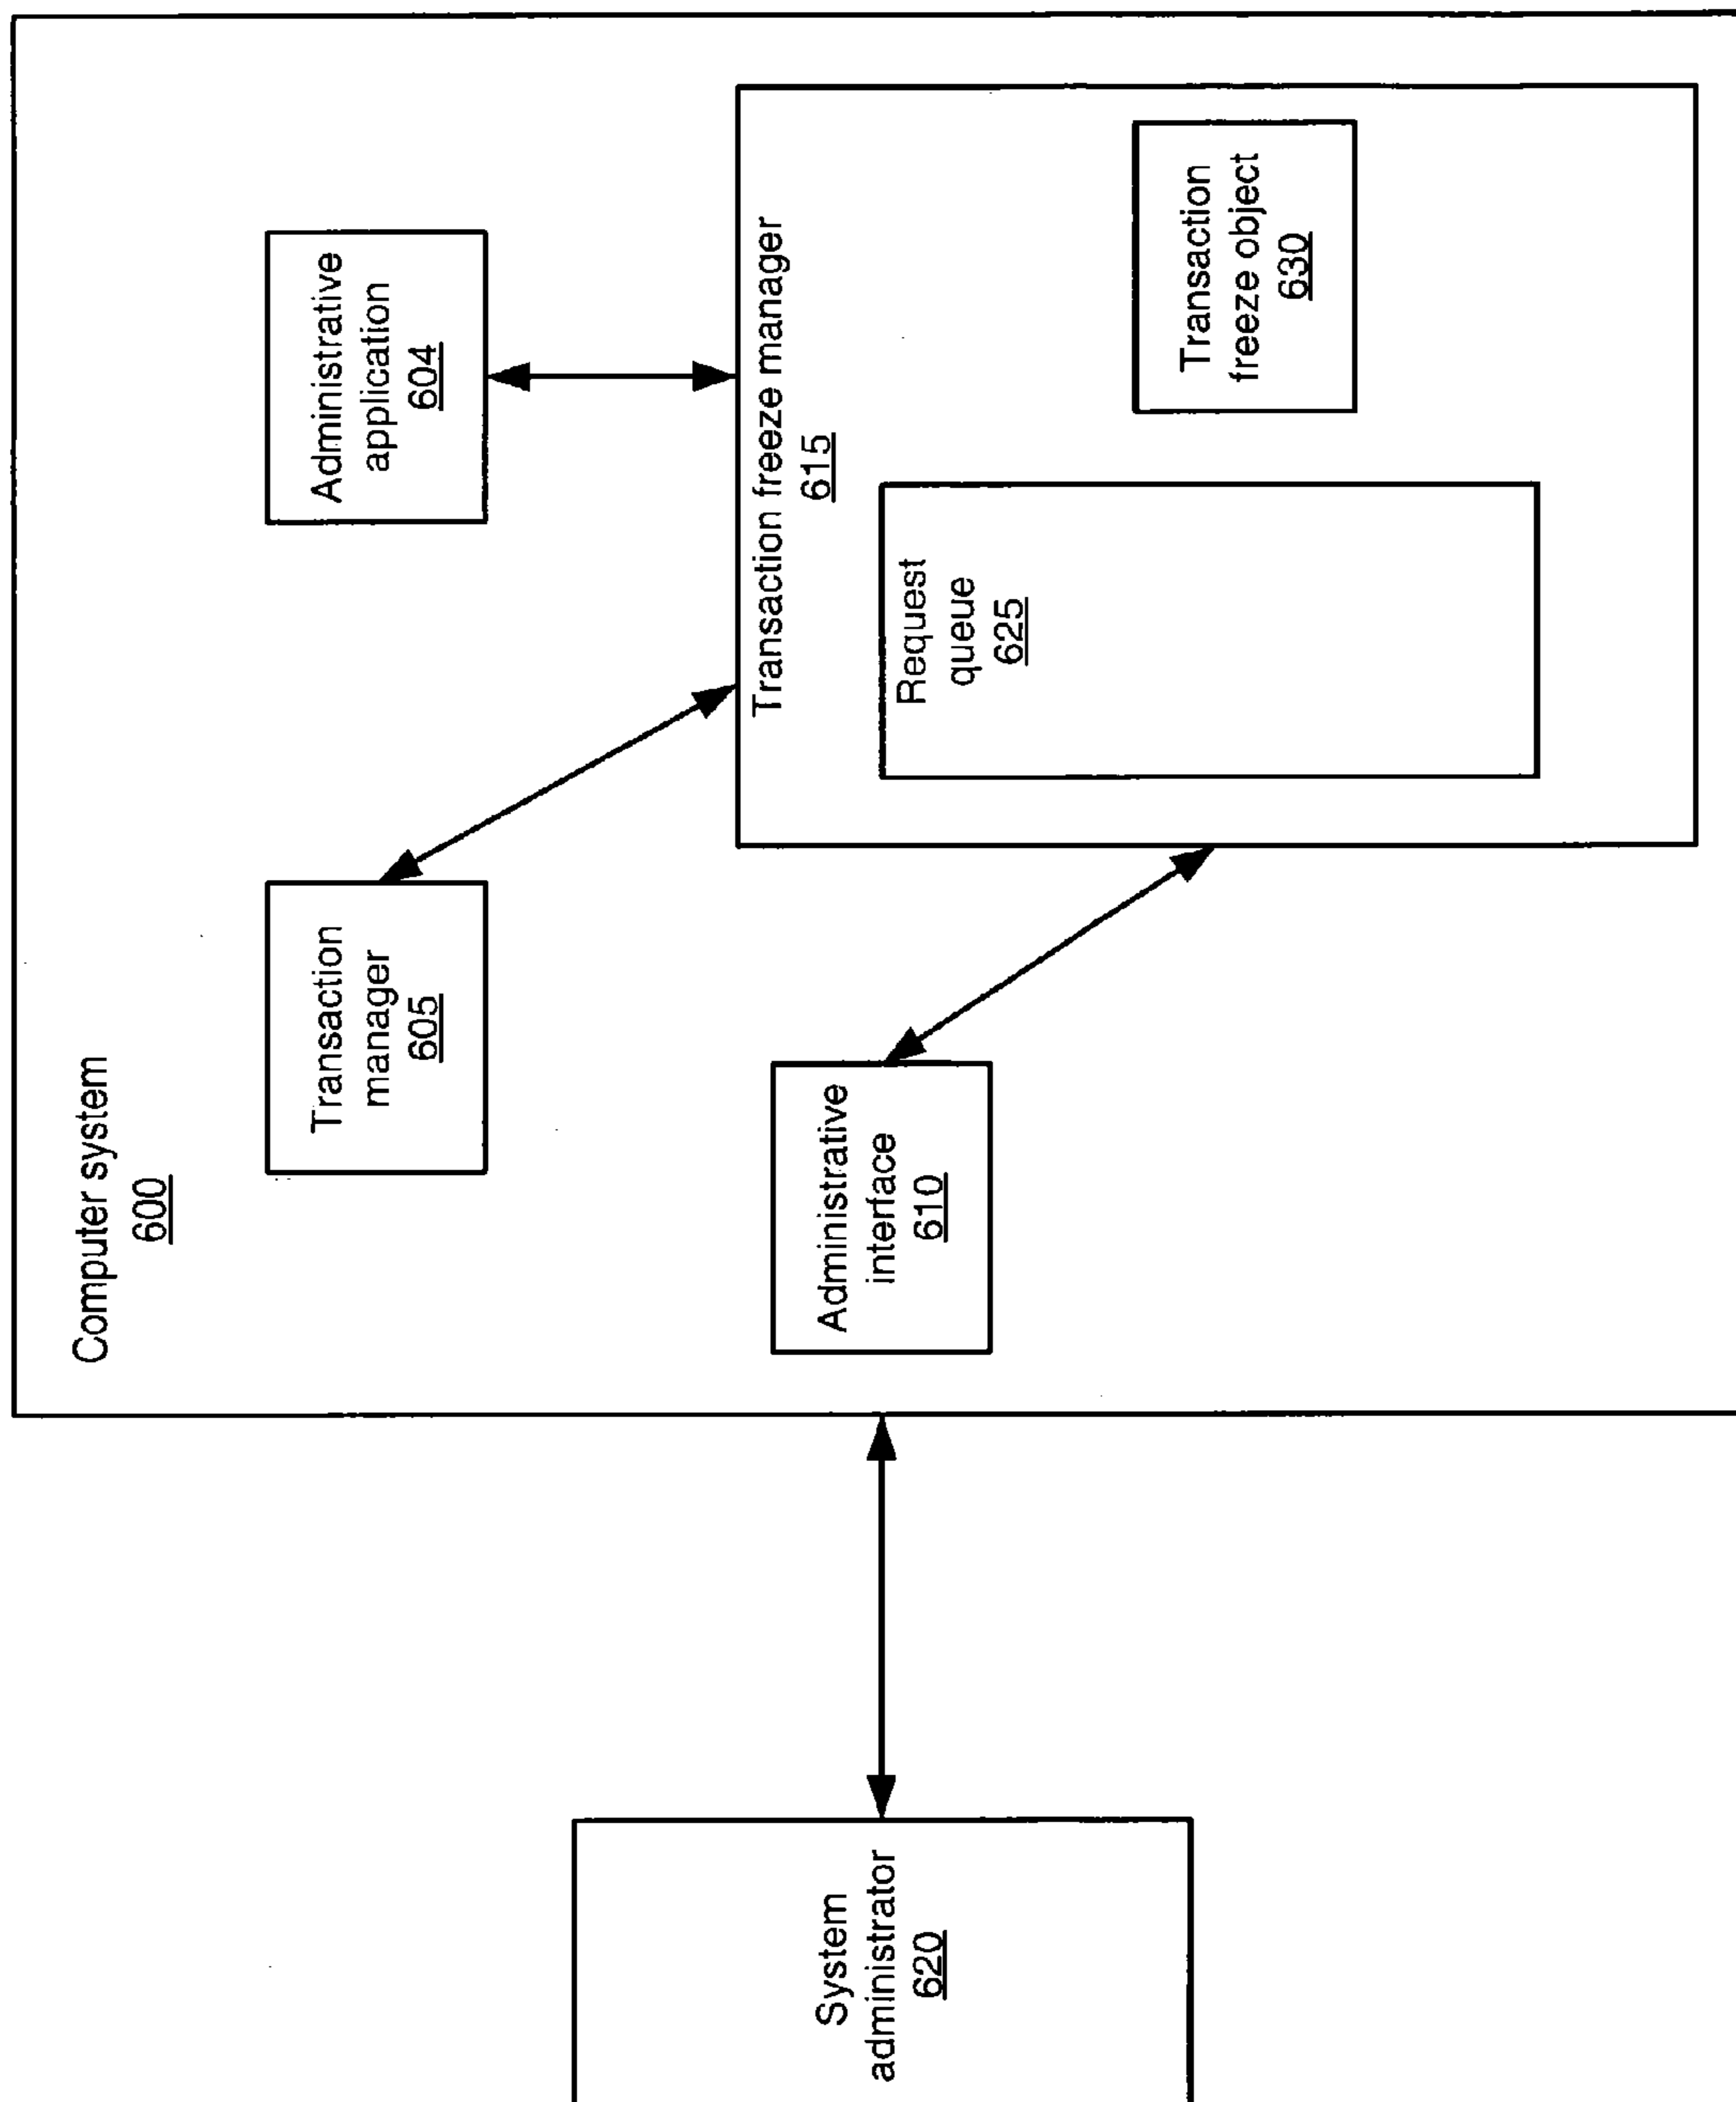 Computer system
600
Transaction
manager
605
Administrative
application
604
System
administrator
620
Administrative
interface
610
Transaction freeze manager
615
Request
queue
625
Transaction
freeze object
630